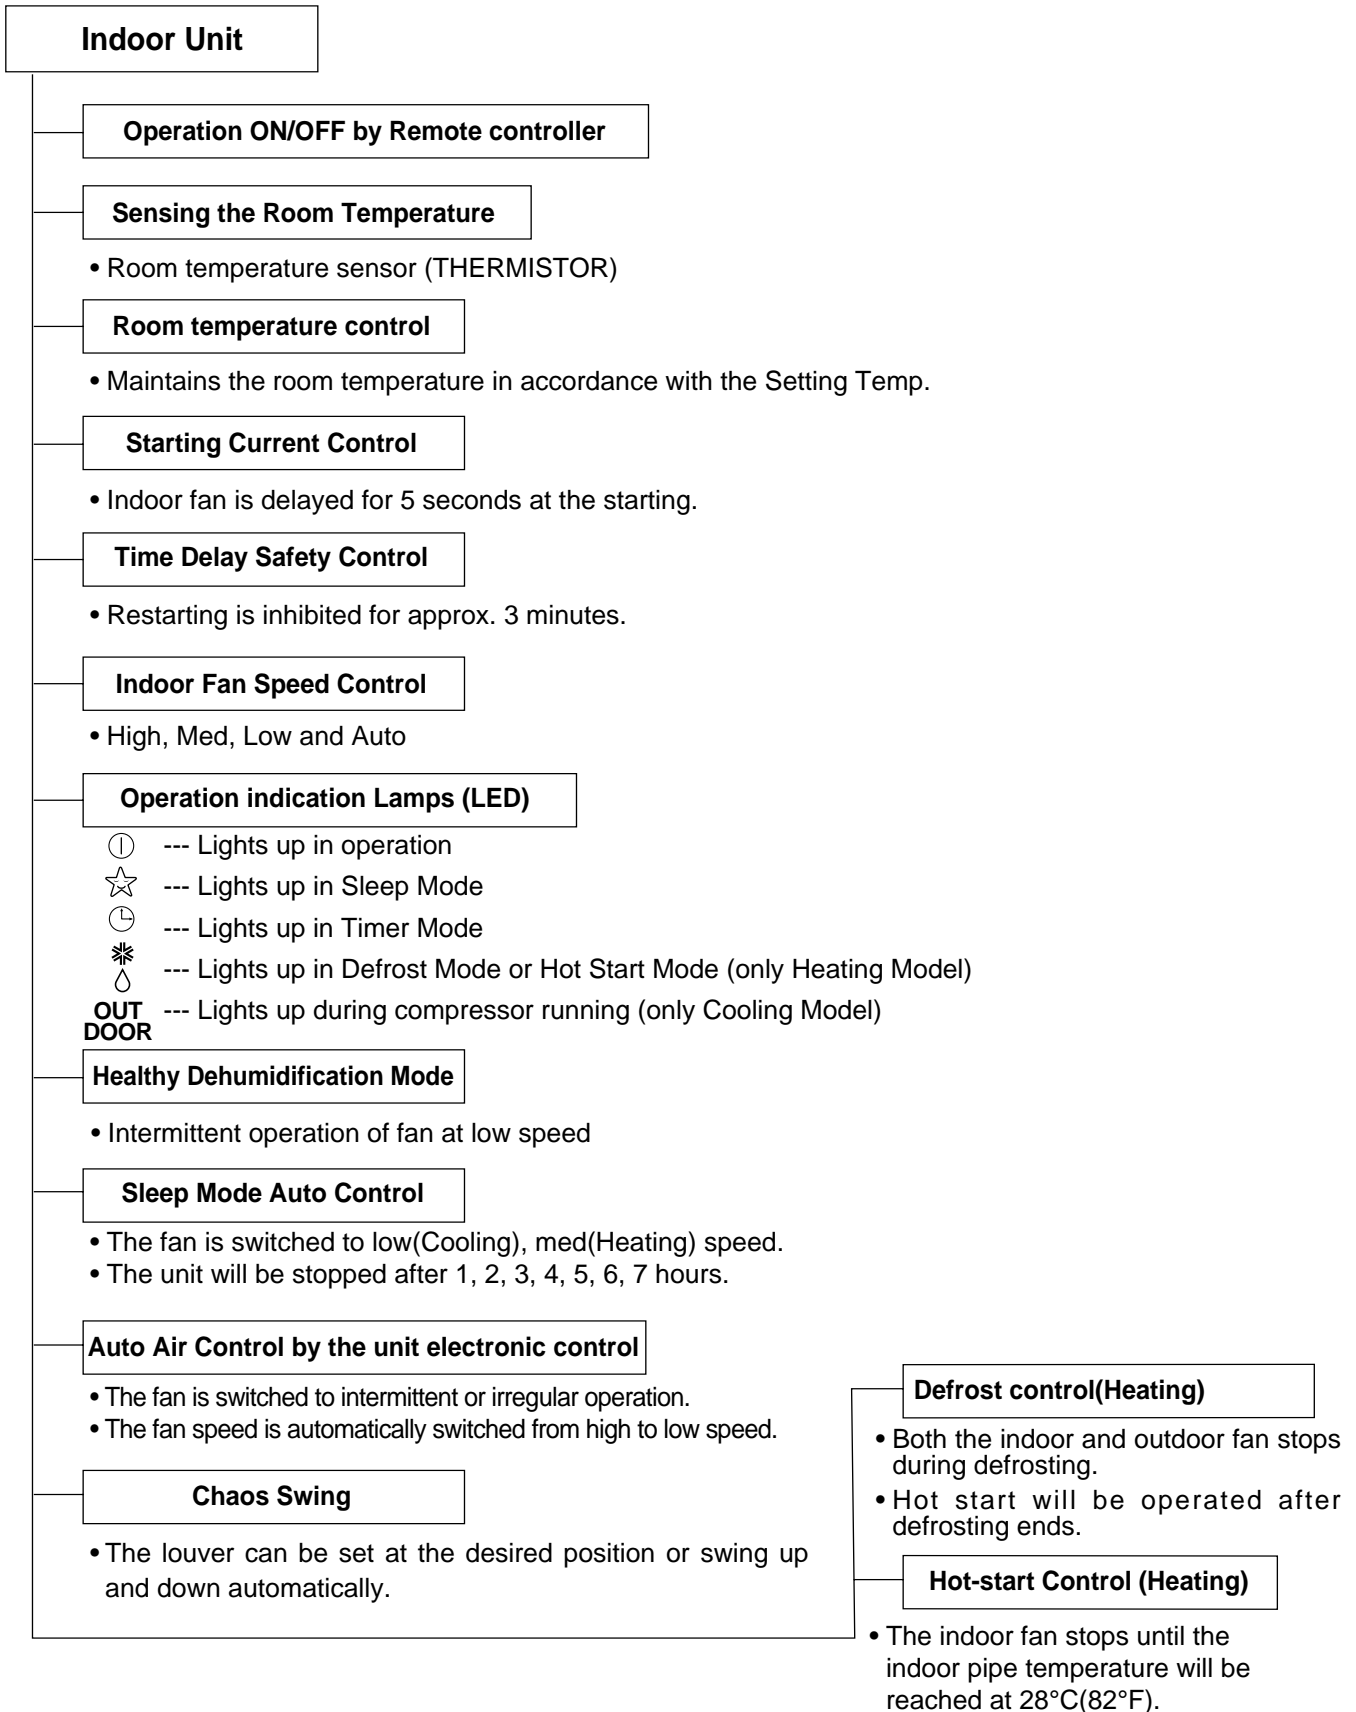 Indoor Unit
Operation ON/OFF by Remote controller
Sensing the Room Temperature
• Room temperature sensor (THERMISTOR)
Room temperature control
• Maintains the room temperature in accordance with the Setting Temp.
Starting Current Control
• Indoor fan is delayed for 5 seconds at the starting.
Time Delay Safety Control
• Restarting is inhibited for approx. 3 minutes.
Indoor Fan Speed Control
• High, Med, Low and Auto
Operation indication Lamps (LED)
--- Lights up in operation
--- Lights up in Sleep Mode
--- Lights up in Timer Mode
--- Lights up in Defrost Mode or Hot Start Mode (only Heating Model)
OUT
DOOR --- Lights up during compressor running (only Cooling Model)
Healthy Dehumidification Mode
• Intermittent operation of fan at low speed
Sleep Mode Auto Control
• The fan is switched to low(Cooling), med(Heating) speed.
• The unit will be stopped after 1, 2, 3, 4, 5, 6, 7 hours.
Auto Air Control by the unit electronic control
• The fan is switched to intermittent or irregular operation.
• The fan speed is automatically switched from high to low speed.
Chaos Swing
• The louver can be set at the desired position or swing up
and down automatically.
Defrost control(Heating)
• Both the indoor and outdoor fan stops
during defrosting.
• Hot start will be operated after
defrosting ends.
Hot-start Control (Heating)
• The indoor fan stops until the
indoor pipe temperature will be
reached at 28°C(82°F).